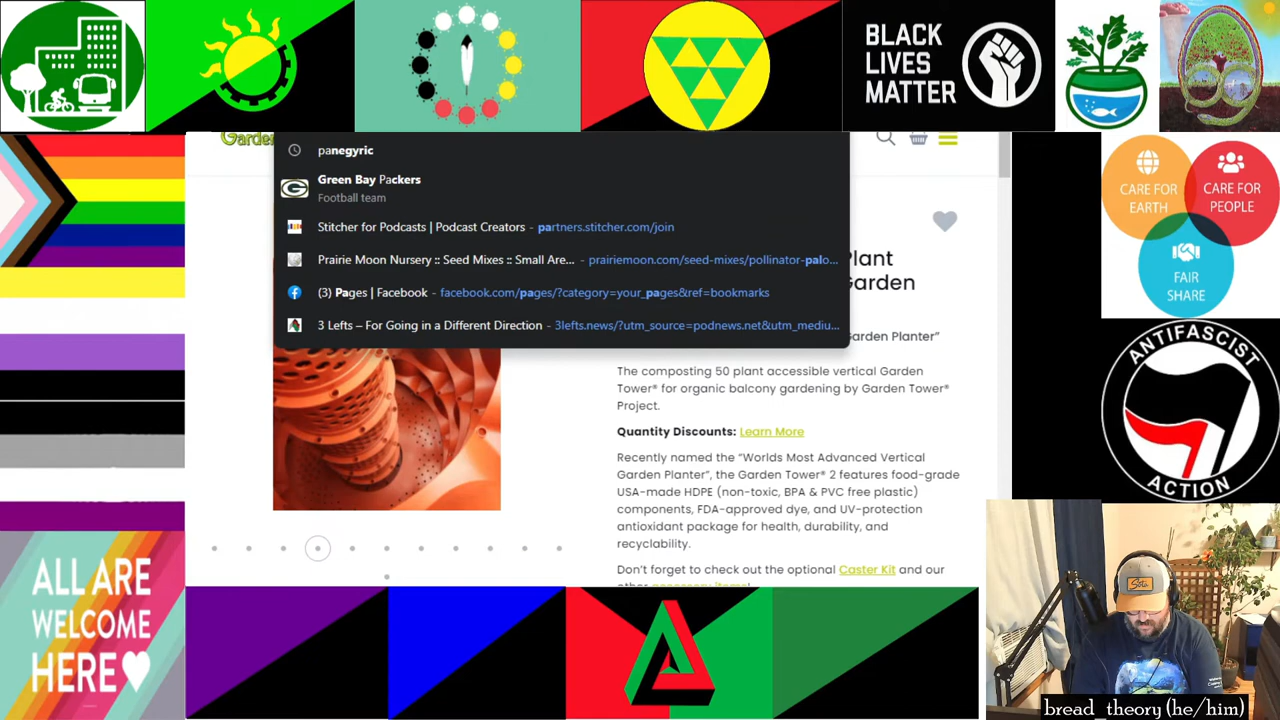 BLACK
LIVES
MATTER
Garden
panegyric
Green Bay Packers
Football team
Stitcher for Podcasts | Podcast Creators - partners.stitcher.com/join
Prairie Moon Nursery :: Seed Mixes :: Small Are... - prairiemoon.com/seed-mixes/pollinator-palo...
(3) Pages | Facebook - facebook.com/pages/?category=your_pages&ref=bookmarks
3 Lefts – For Going in a Different Direction - 3lefts.news/?utm_source=podnews.net&utm_mediu...
Plant
Garden
Garden Planter”
The composting 50 plant accessible vertical Garden
Tower® for organic balcony gardening by Garden Tower®
Project.
Quantity Discounts: Learn More
Recently named the “Worlds Most Advanced Vertical
Garden Planter”, the Garden Tower® 2 features food-grade
USA-made HDPE (non-toxic, BPA & PVC free plastic)
components, FDA-approved dye, and UV-protection
antioxidant package for health, durability, and
recyclability.
Don’t forget to check out the optional Caster Kit and our
other accessory items!
CARE FOR
EARTH
CARE FOR
PEOPLE
FAIR
SHARE
ANTIFASCIST
ACTION
ALL ARE
WELCOME
HERE
bread_theory (he/him)